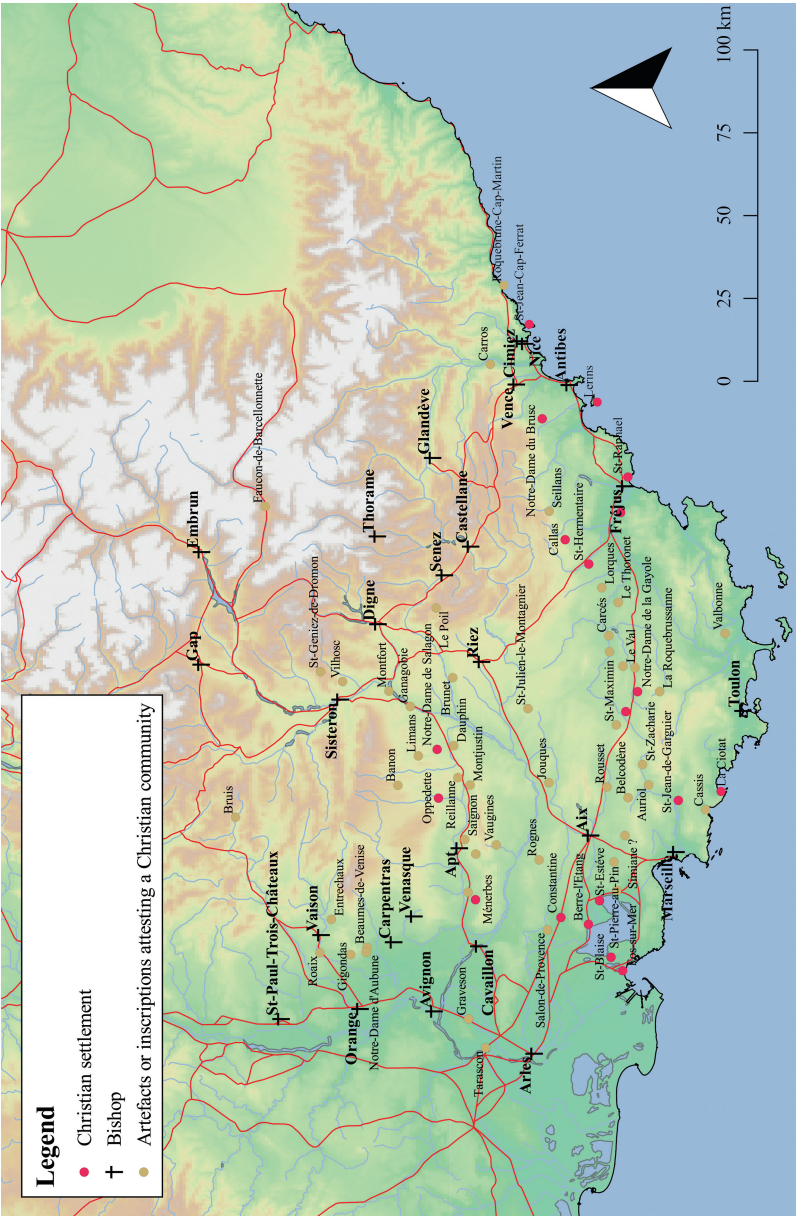 Legend
Christian settlement
Bishop
Artefacts or inscriptions attesting a Christian community
Gap
Embrun
Bruis
Faucon-de-Barcellonnette
St-Paul-Trois-Châteaux
Vaison
Roaix
Entrechaux
Gigondas
Beaumes-de-Venise
St-Geniez-de-Dromon
Vilhosc
Sisteron
Orange
Notre-Dame d'Aubune
Carpentras
Venasque
Montfort
Ganagobie
Digne
Thorame
Avignon
Banon
Limans
Notre-Dame de Salagon
Le Poil
Senez
Glandève
Graveson
Oppedette
Reillanne
Dauphin
Brunet
Castellane
Cavaillon
Apt
Saignon
Montjustin
Riez
Ménerbes
Vaugines
Tarascon
Arles
Rognes
Jouques
St-Julien-le-Montagnier
Notre-Dame du Brusc
Seillans
Callas
St-Hermentaire
Vence
Carros
Cimiez
Nice
Roquebrune-Cap-Martin
St-Jean-Cap-Ferrat
Antibes
Lerins
Salon-de-Provence
Constantine
Berre-l'Etang
Aix
Rousset
St-Maximin
Carcés
Lorques
Le Thoronet
Fréjus
St-Raphael
St-Blaise
St-Estève
St-Pierre-au-Pin
Fos-sur-Mer
Simiane ?
Belcodène
Auriol
St-Zacharie
Le Val
Notre-Dame de la Gayole
La Roquebrussanne
Marseille
St-Jean-de-Garguier
Cassis
La Ciotat
Toulon
Valbonne
0
25
50
75
100 km